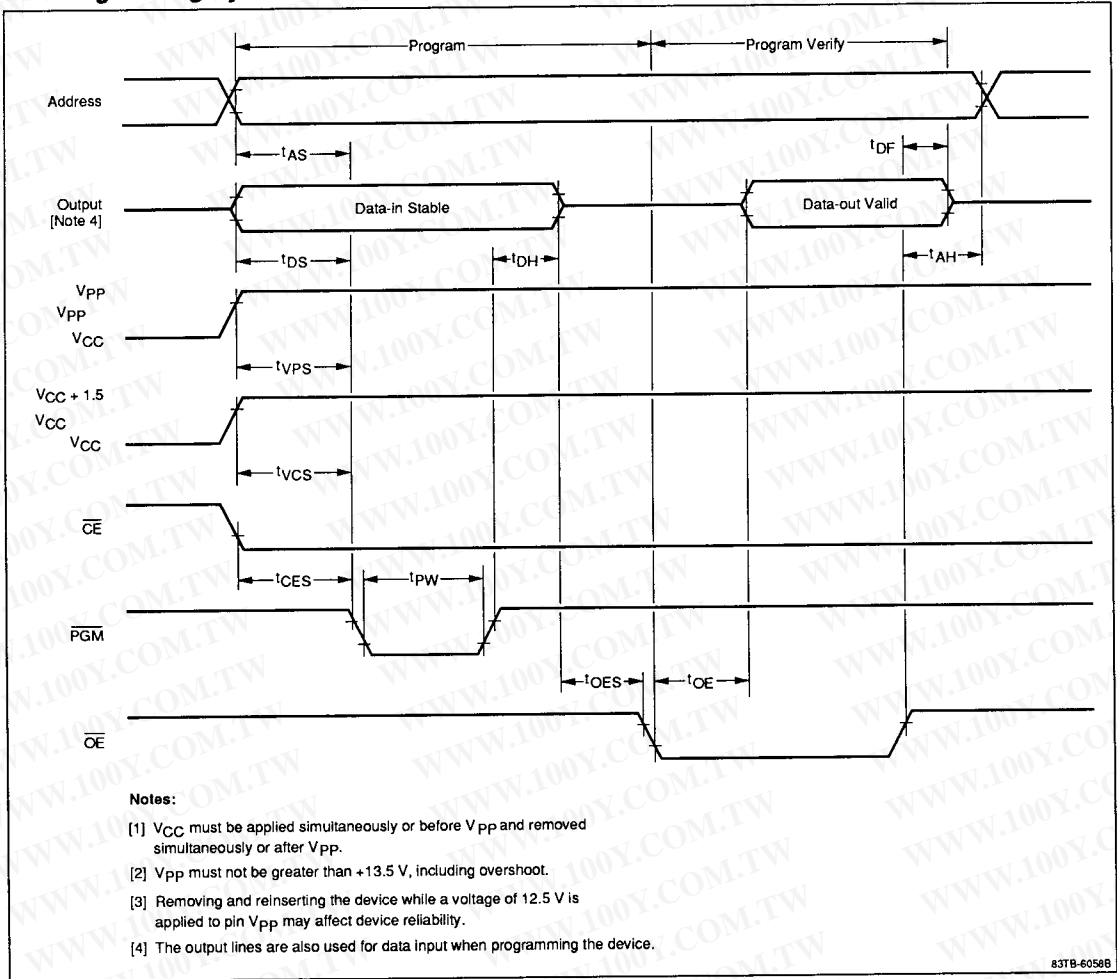 Program
Program Verify
Address
tAS
tDF
Output
[Note 4]
Data-in Stable
Data-out Valid
tDS
tDH
tAH
VPP
VPP
VCC
tVPS
VCC + 1.5
VCC
VCC
tVCS
CE
tCES
tPW
PGM
tOES
tOE
OE
Notes:
[1] VCC must be applied simultaneously or before VPP and removed
simultaneously or after VPP.
[2] VPP must not be greater than +13.5 V, including overshoot.
[3] Removing and reinserting the device while a voltage of 12.5 V is
applied to pin VPP may affect device reliability.
[4] The output lines are also used for data input when programming the device.
83TB-6058B
WWW.100Y.COM.TW